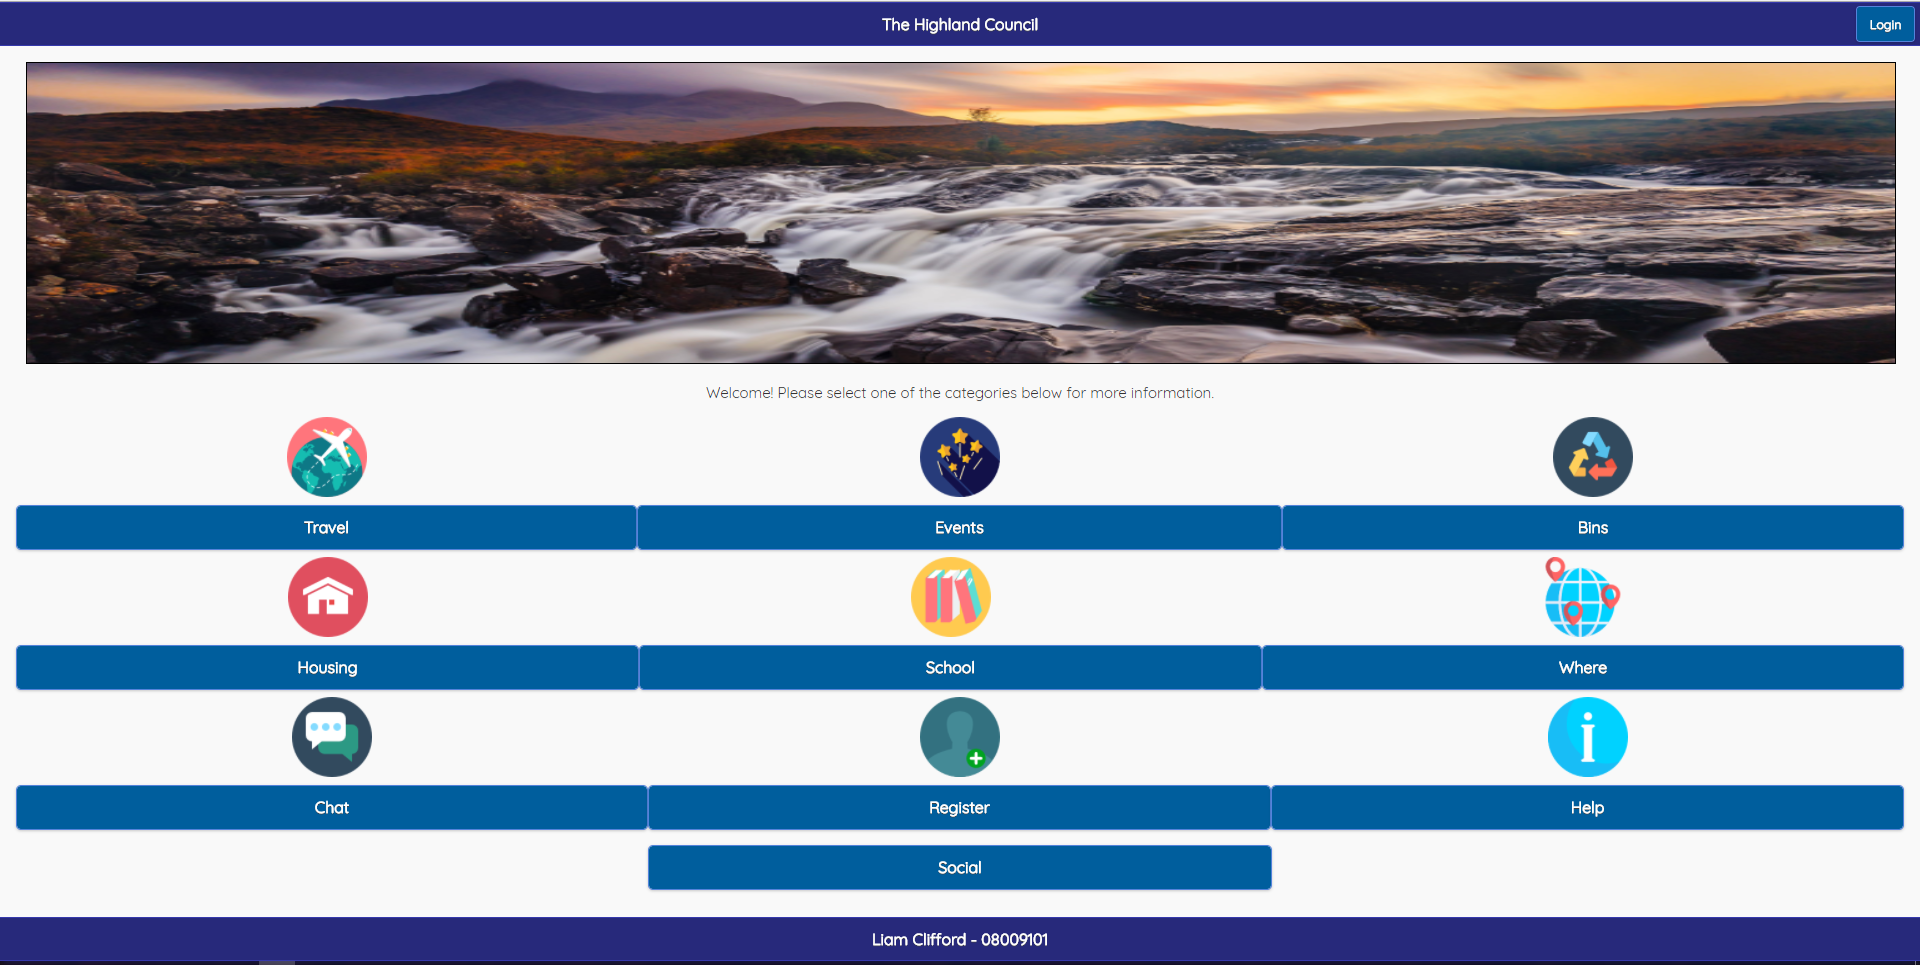 The Highland Council
Login
Welcome! Please select one of the categories below for more information.
Travel
Events
Bins
Housing
School
Where
Chat
Register
Help
Social
Liam Clifford - 08009101